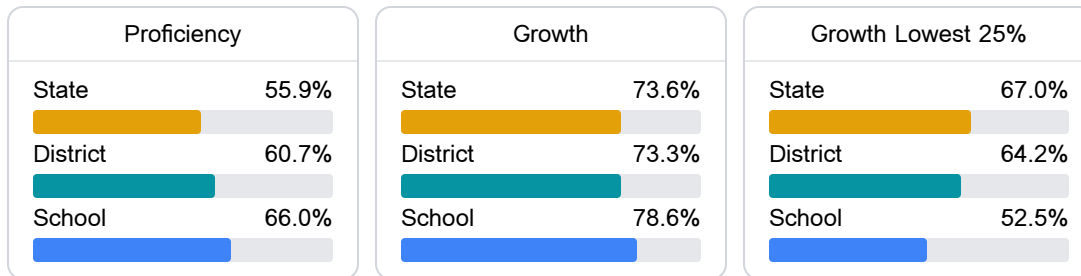 Proficiency
State 55.9%
District 60.7%
School 66.0%
Growth
State 73.6%
District 73.3%
School 78.6%
Growth Lowest 25%
State 67.0%
District 64.2%
School 52.5%